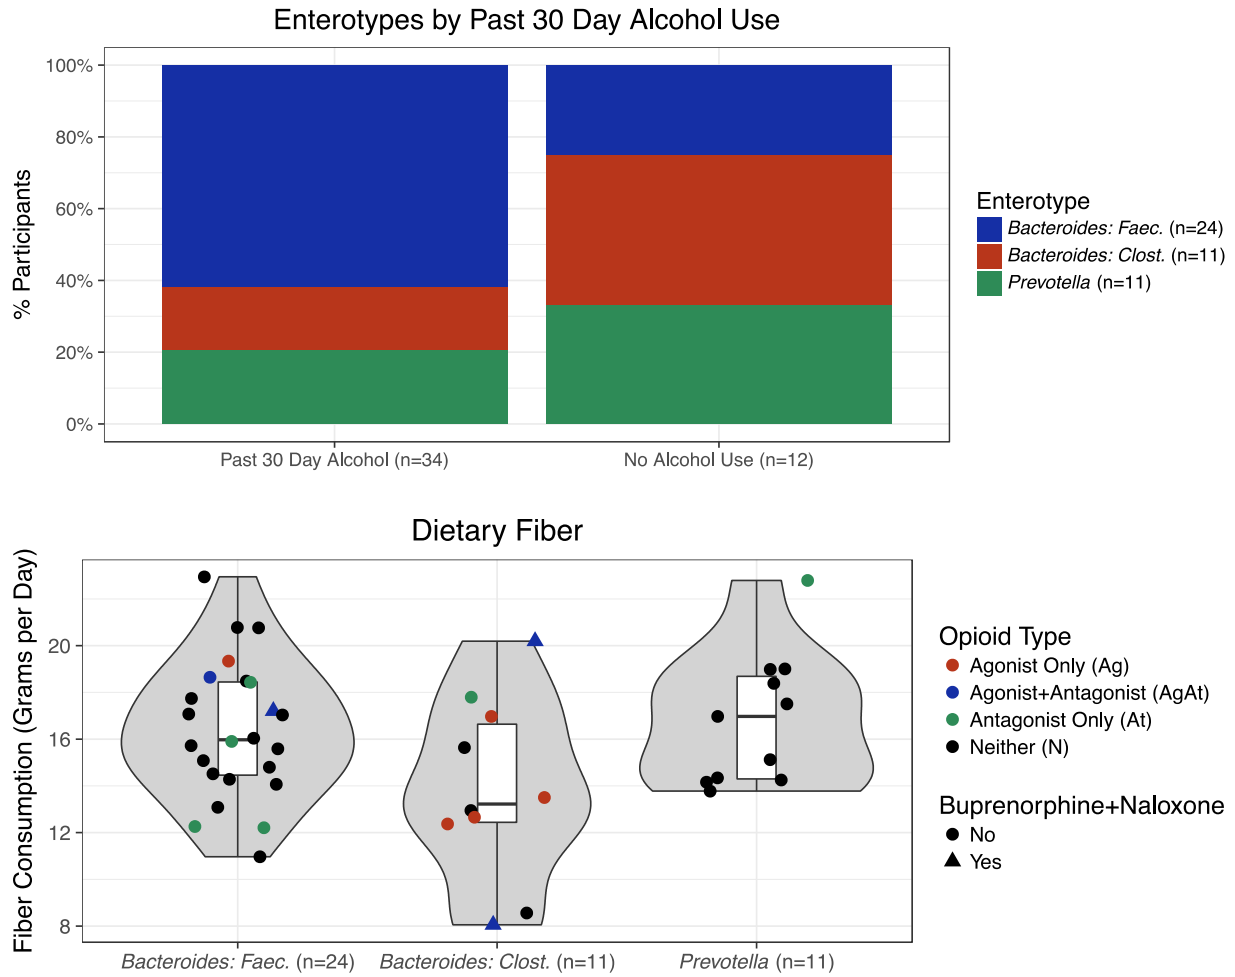 Enterotypes by Past 30 Day Alcohol Use
% Participants
100%
80%
60%
40%
20%
0%
Past 30 Day Alcohol (n=34)
No Alcohol Use (n=12)
Enterotype
Bacteroides: Faec. (n=24)
Bacteroides: Clost. (n=11)
Prevotella (n=11)
Dietary Fiber
Fiber Consumption (Grams per Day)
20
16
12
8
Bacteroides: Faec. (n=24)
Bacteroides: Clost. (n=11)
Prevotella (n=11)
Opioid Type
Agonist Only (Ag)
Agonist+Antagonist (AgAt)
Antagonist Only (At)
Neither (N)
Buprenorphine+Naloxone
No
Yes